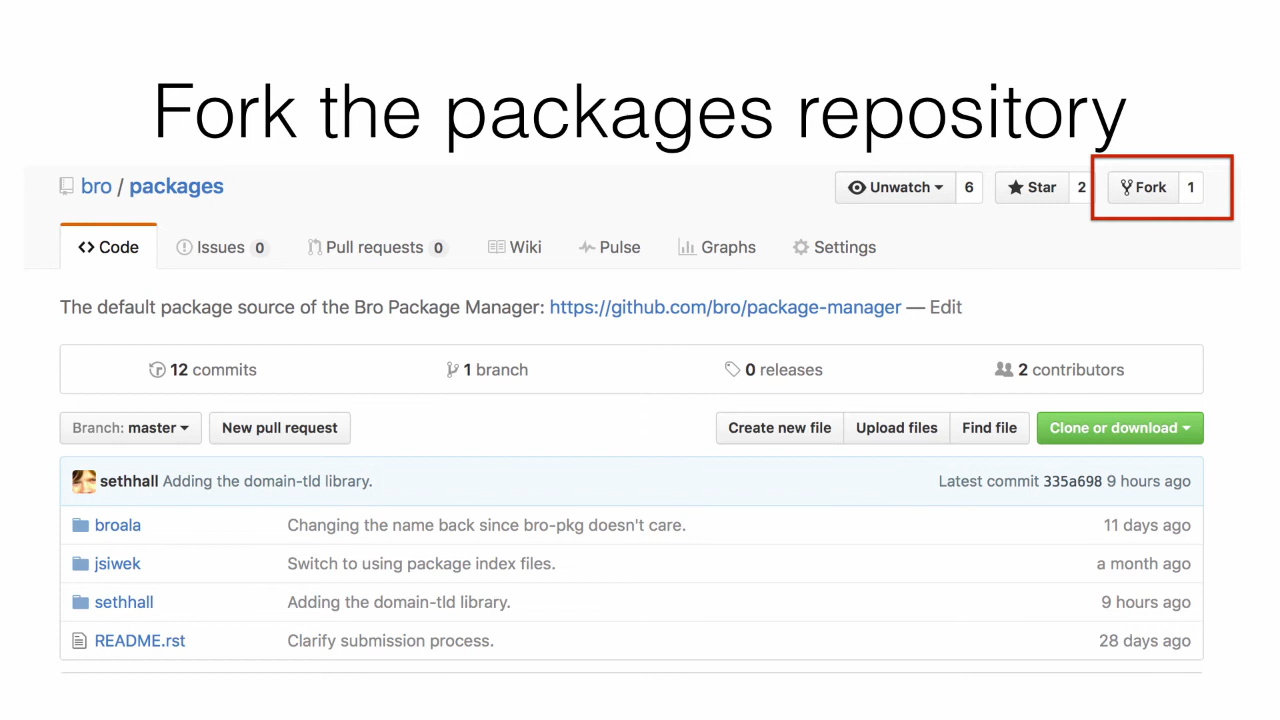 Fork the packages repository
bro / packages
Unwatch 6 Star 2 Fork 1
Code Issues 0 Pull requests 0 Wiki Pulse Graphs Settings
The default package source of the Bro Package Manager: https://github.com/bro/package-manager — Edit
12 commits 1 branch 0 releases 2 contributors
Branch: master New pull request Create new file Upload files Find file Clone or download
sethhall Adding the domain-tld library. Latest commit 335a698 9 hours ago
broala Changing the name back since bro-pkg doesn't care. 11 days ago
jsiwek Switch to using package index files. a month ago
sethhall Adding the domain-tld library. 9 hours ago
README.rst Clarify submission process. 28 days ago